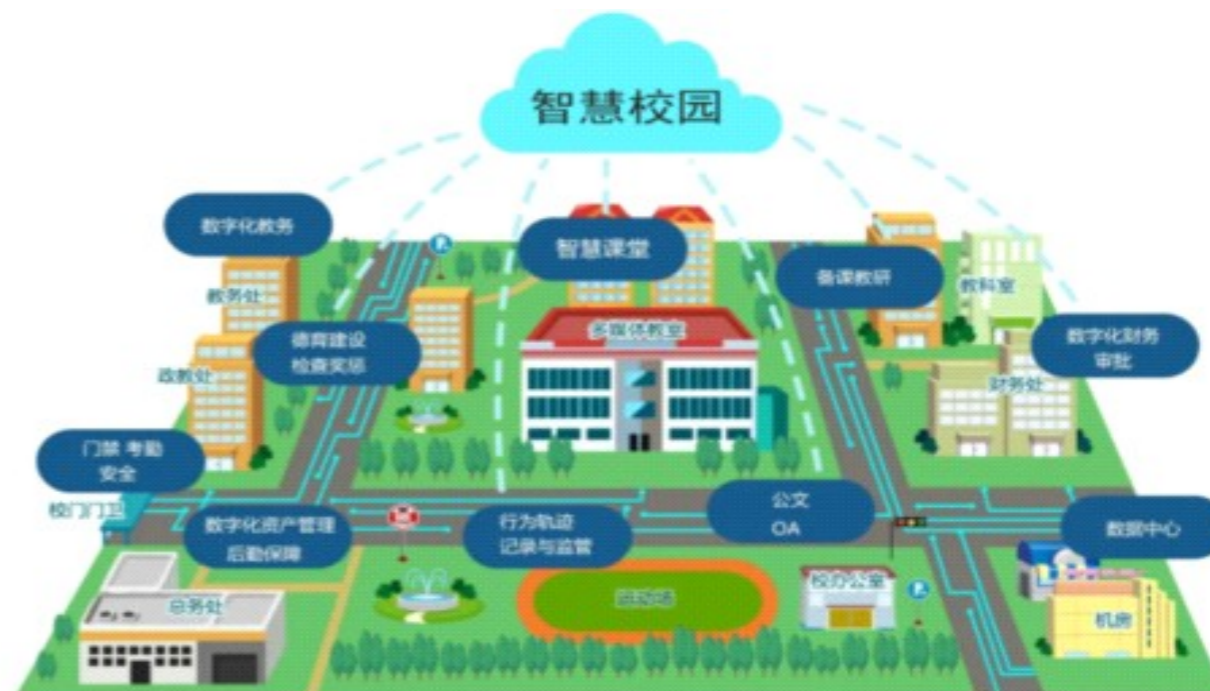 智慧校园
数字化教务
智慧课堂
备课教研
教务处
教科室
德育建设
检查奖惩
多媒体教室
数字化财务
审批
政教处
财务处
门禁 考勤
安全
校门门卫
数字化资产管理
后勤保障
行为轨迹
记录与监管
公文
OA
数据中心
总务处
运动场
校办公室
机房